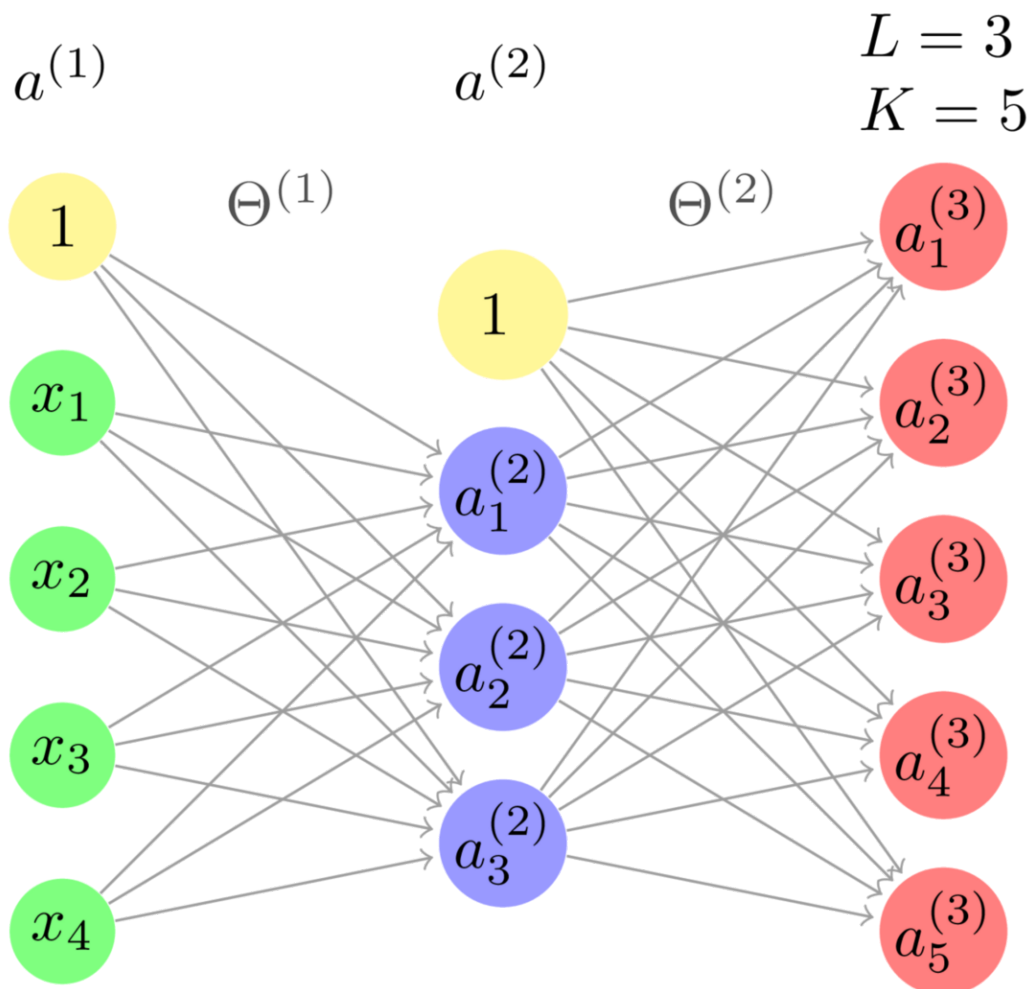 a^{(1)}
a^{(2)}
L = 3
K = 5
Θ^{(1)}
Θ^{(2)}
1
x_1
x_2
x_3
x_4
1
a_1^{(2)}
a_2^{(2)}
a_3^{(2)}
a_1^{(3)}
a_2^{(3)}
a_3^{(3)}
a_4^{(3)}
a_5^{(3)}